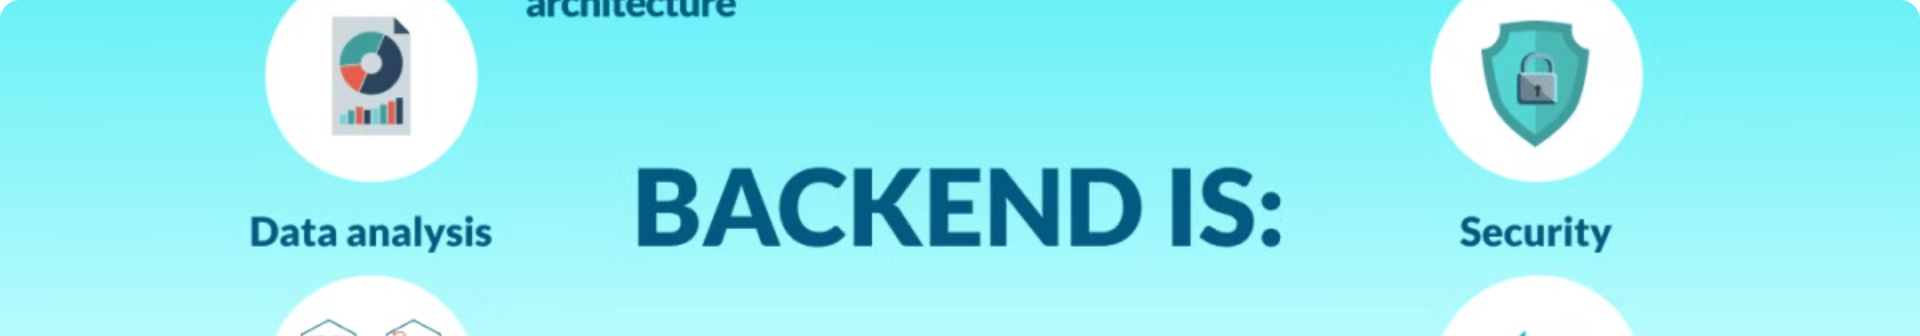 architecture
BACKEND IS:
Data analysis
Security